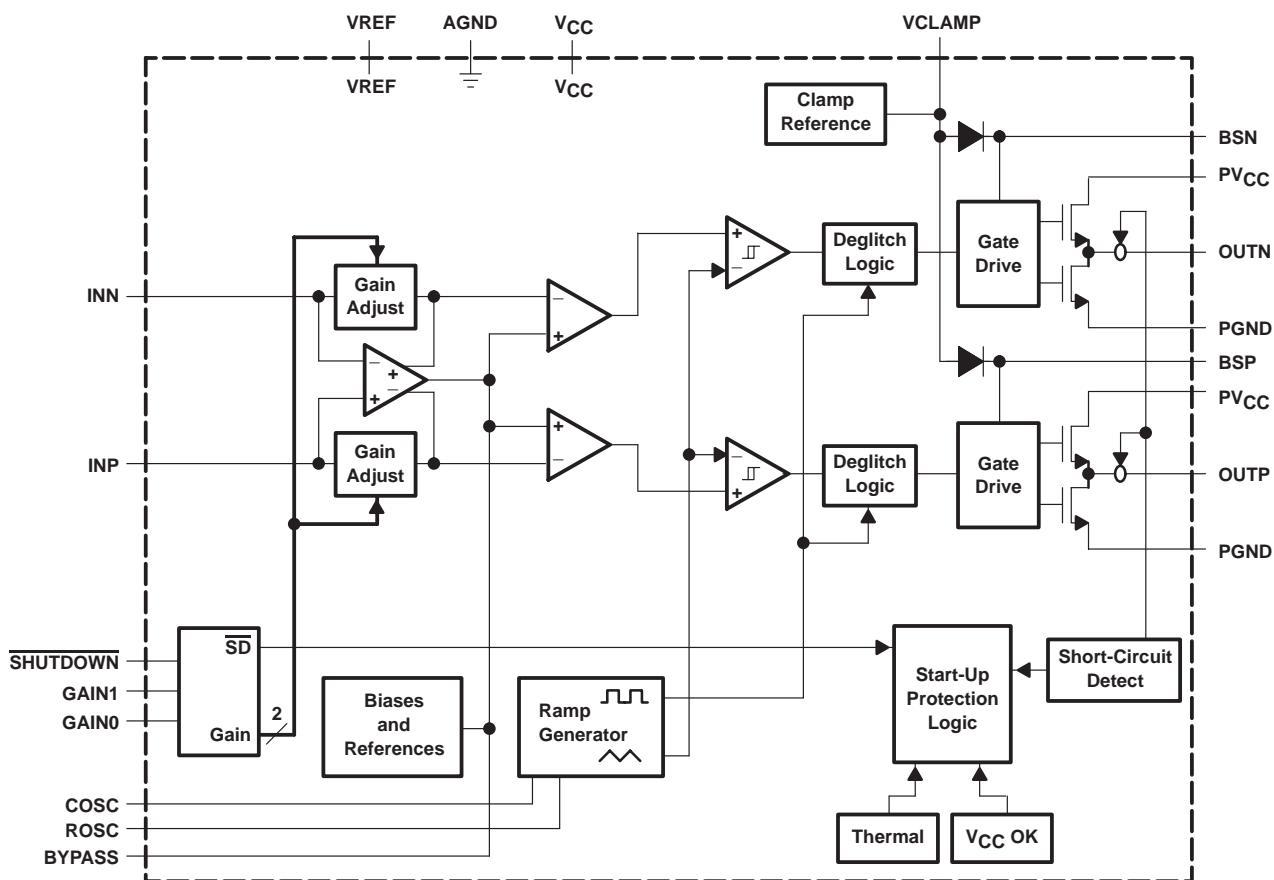 VREF
AGND
VCC
VCLAMP
VREF
VCC
Clamp
Reference
BSN
PVCC
+
−
Deglitch
Logic
Gate
Drive
OUTN
INN
Gain
Adjust
−
+
PGND
BSP
−
+
−
+
PVCC
INP
Gain
Adjust
+
−
−
+
Deglitch
Logic
Gate
Drive
OUTP
PGND
SHUTDOWN
GAIN1
GAIN0
SD
Gain
2
Biases
and
References
Ramp
Generator
Start-Up
Protection
Logic
Short-Circuit
Detect
COSC
ROSC
BYPASS
Thermal
VCC OK